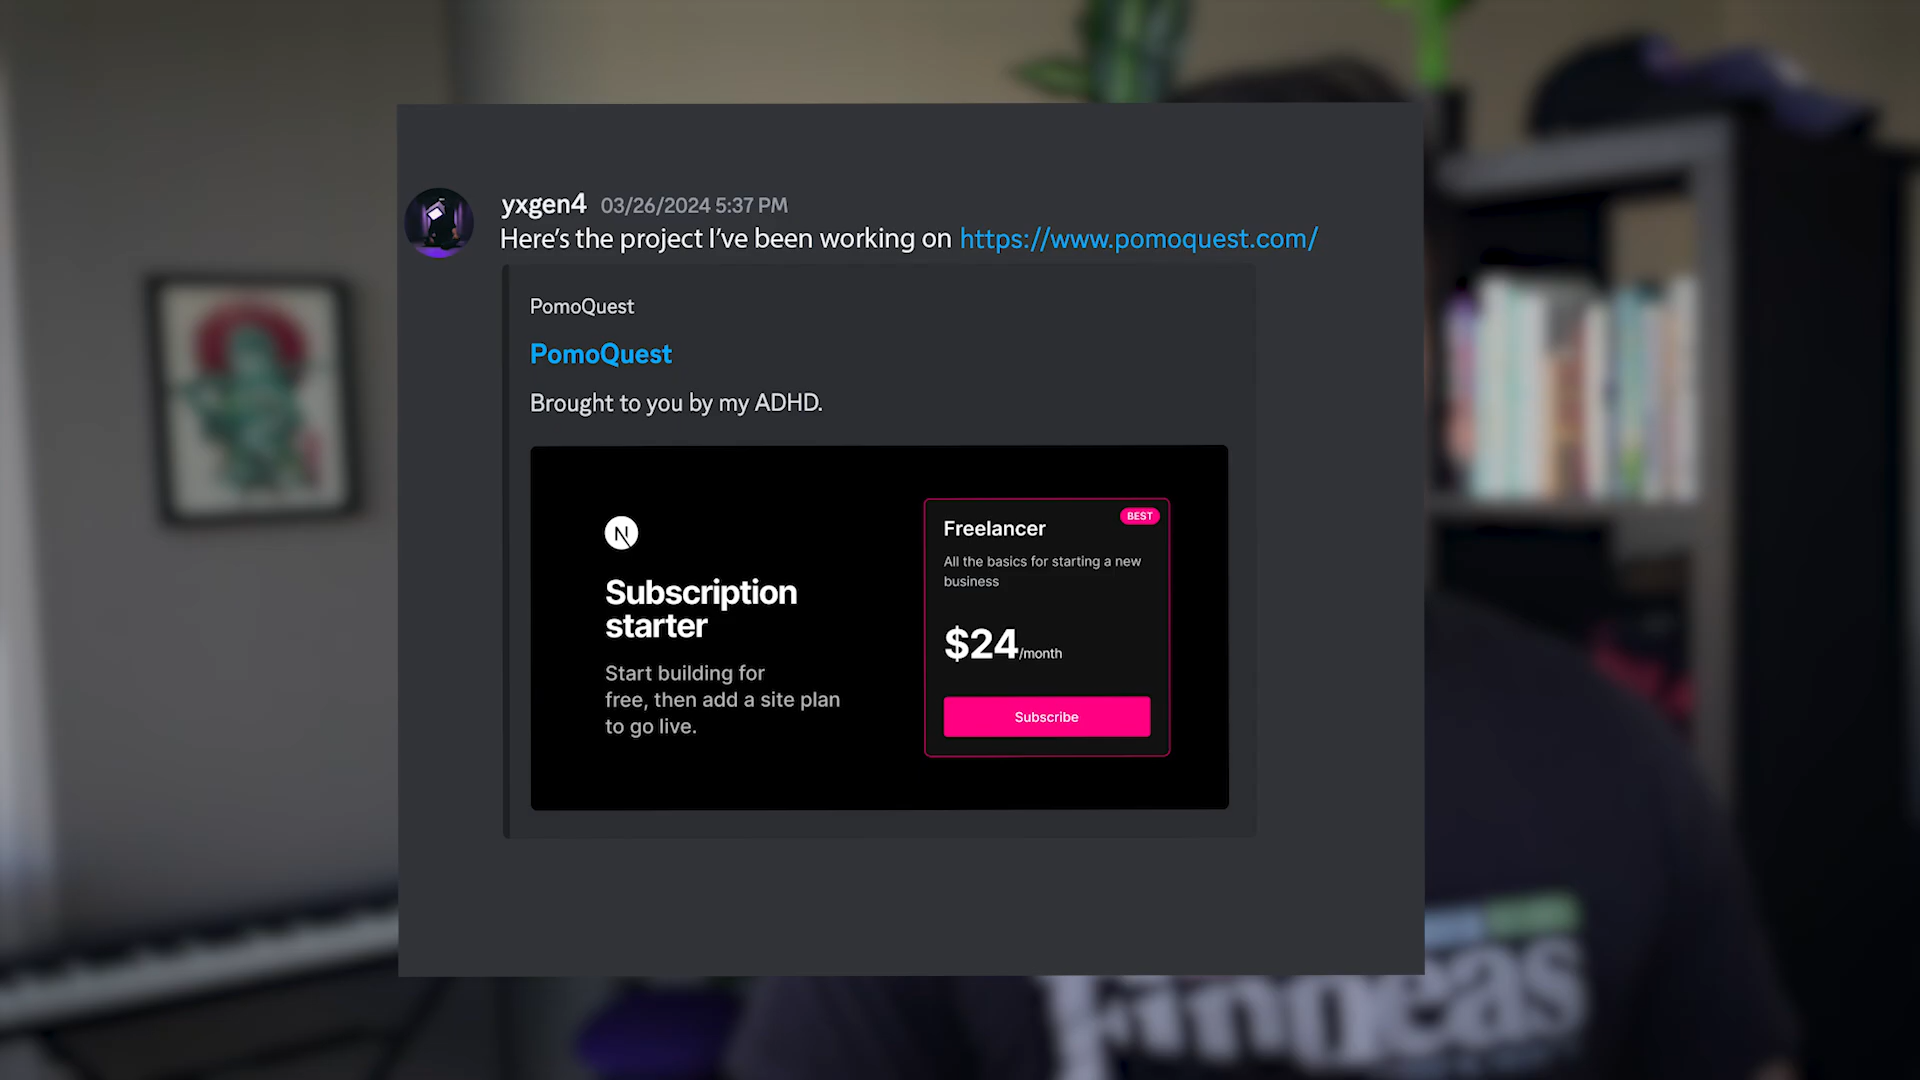 yxgen4 03/26/2024 5:37 PM
Here's the project I've been working on https://www.pomoquest.com/
PomoQuest
PomoQuest
Brought to you by my ADHD.
N
Subscription
starter
Start building for
free, then add a site plan
to go live.
Freelancer
BEST
All the basics for starting a new
business
$24/month
Subscribe